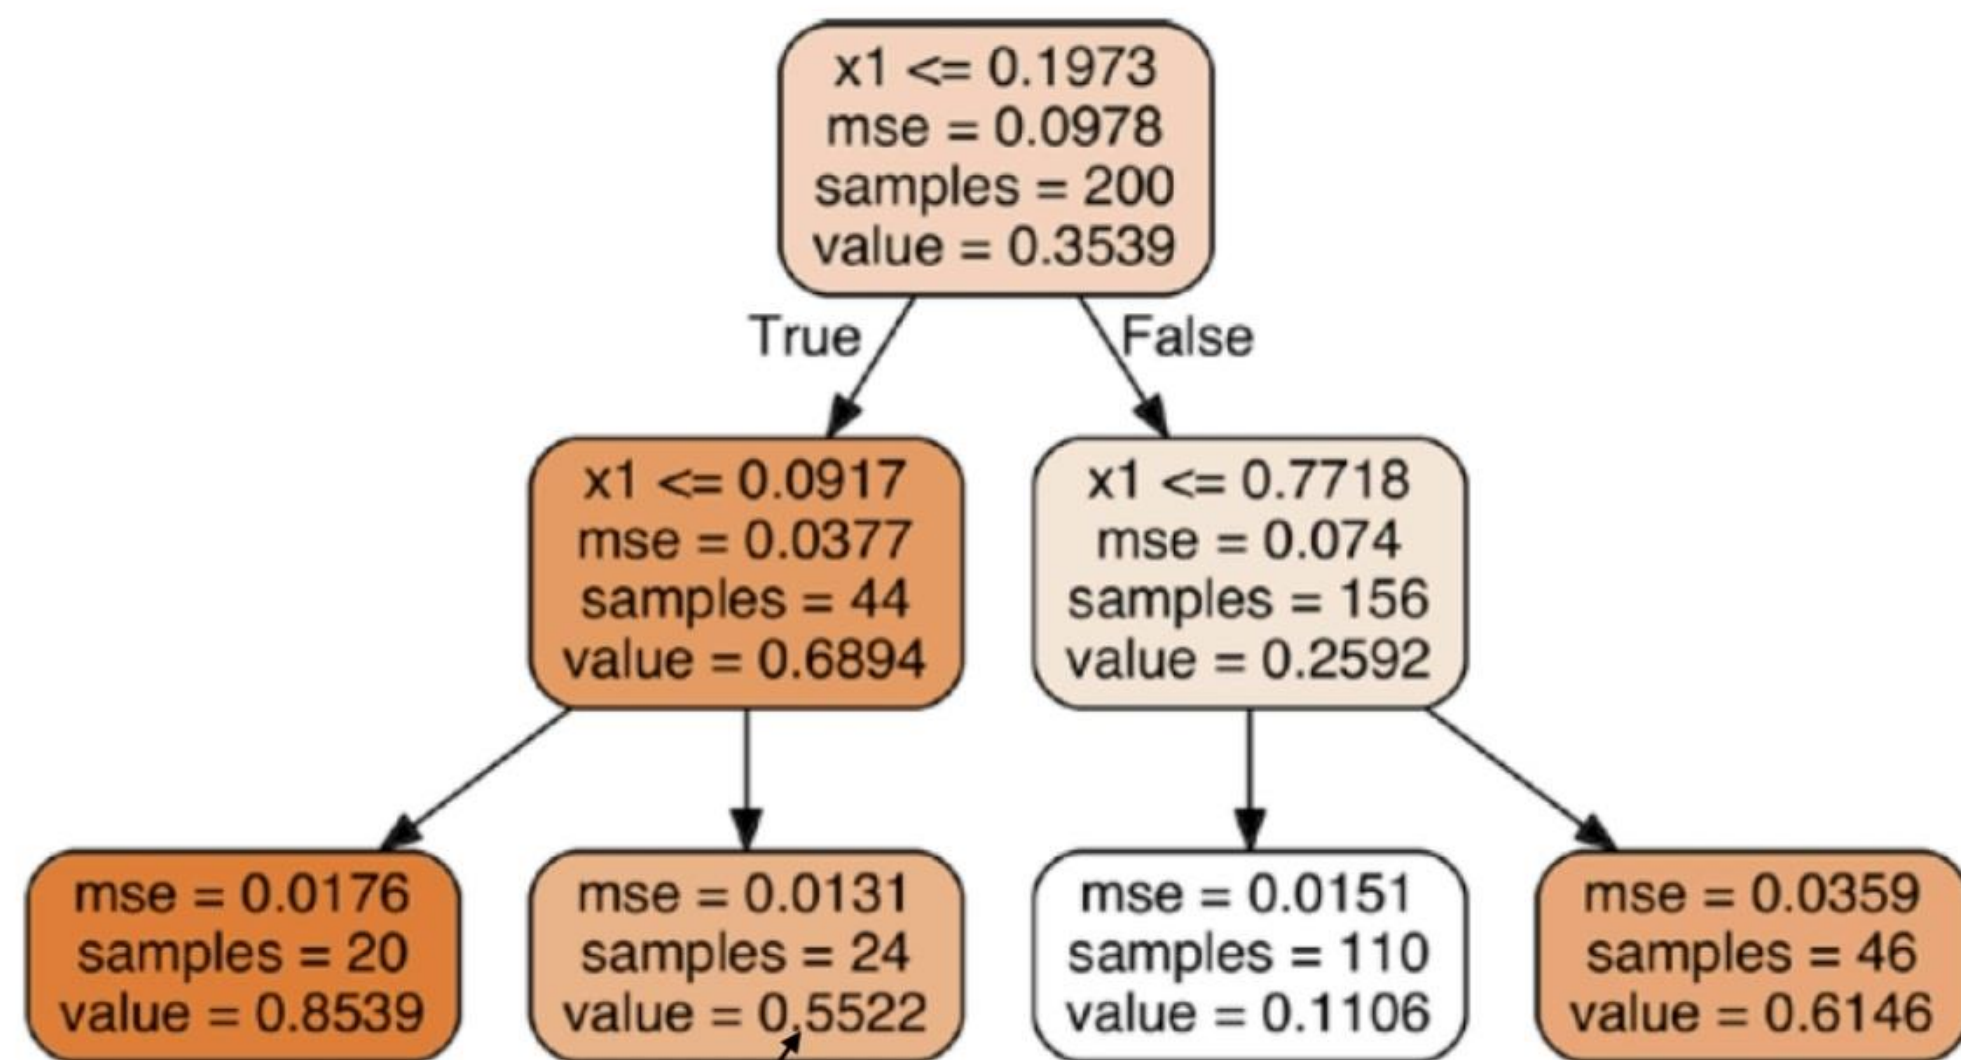 x1 <= 0.1973
mse = 0.0978
samples = 200
value = 0.3539
True
False
x1 <= 0.0917
mse = 0.0377
samples = 44
value = 0.6894
x1 <= 0.7718
mse = 0.074
samples = 156
value = 0.2592
mse = 0.0176
samples = 20
value = 0.8539
mse = 0.0131
samples = 24
value = 0.5522
mse = 0.0151
samples = 110
value = 0.1106
mse = 0.0359
samples = 46
value = 0.6146